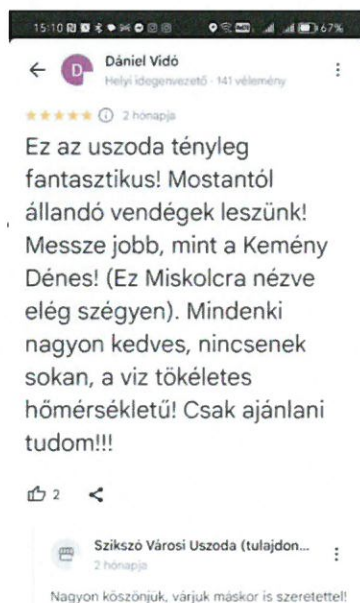 15:10 67%
Dániel Vidó
Helyi idegenvezető · 141 vélemény
2 hónapja
Ez az uszoda tényleg
fantasztikus! Mostantól
állandó vendégek leszünk!
Messze jobb, mint a Kemény
Dénes! (Ez Miskolcra nézve
elég szégyen). Mindenki
nagyon kedves, nincsenek
sokan, a viz tökéletes
hőmérsékletű! Csak ajánlani
tudom!!!
2
Szikszó Városi Uszoda (tulajdon...
2 hónapja
Nagyon köszönjük, várjuk máskor is szeretettel!